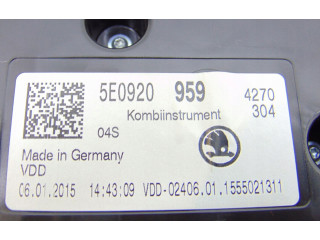 5E0920 959 4270
Kombiinstrument 304
04S
Made in Germany
VDD
06.01.2015 14:43:09 VDD-02406.01.1555021311